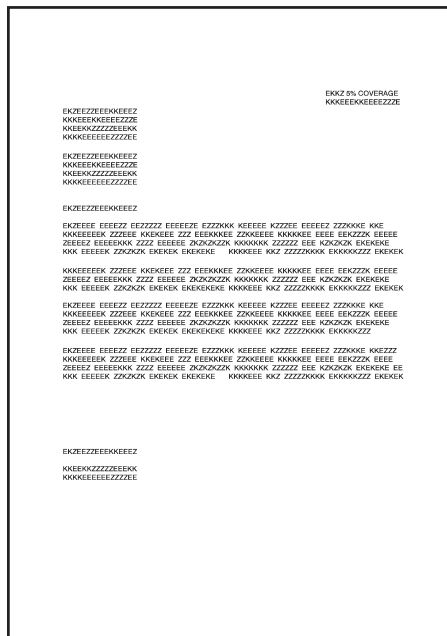 EKKZ 5% COVERAGE
KKKEEEKKEEEEZZZE
EKZEEZZEEEKKEEEZ
KKKEEEKKEEEEZZZE
KKEEKKZZZZZEEEKK
KKKKEEEEEEZZZZEE
EKZEEZZEEEKKEEEZ
KKKEEEKKEEEEZZZE
KKEEKKZZZZZEEEKK
KKKKEEEEEEZZZZEE
EKZEEZZEEEKKEEEZ
EKZEEEE EEEEZZ EEZZZZZ EEEEEZE EZZZKKK KEEEEE KZZZEE EEEEEZ ZZZKKKE KKE
KKKEEEEEK ZZZEEE KKEKEEE ZZZ EEEKKKEE ZZKKEEEE KKKKKEE EEEE EEKZZZK EEEEE
ZEEEEZ EEEEEKKK ZZZZ EEEEEE ZKZKZKZZK KKKKKKK ZZZZZZ EEE KZKZKZK EKEKEKE
KKK EEEEEK ZZKZKZK EKEKEK EKEKEKE KKKKEEE KKZ ZZZZZKKKK EKKKKKZZZ EKEKEK
KKKEEEEEK ZZZEEE KKEKEEE ZZZ EEEKKKEE ZZKKEEEE KKKKKEE EEEE EEKZZZK EEEEE
ZEEEEZ EEEEEKKK ZZZZ EEEEEE ZKZKZKZZK KKKKKKK ZZZZZZ EEE KZKZKZK EKEKEKE
KKK EEEEEK ZZKZKZK EKEKEK EKEKEKEKE KKKKEEE KKZ ZZZZZKKKK EKKKKKZZZ EKEKEK
EKZEEEE EEEEZZ EEZZZZZ EEEEEZE EZZZKKK KEEEEE KZZZEE EEEEEZ ZZZKKKE KKE
KKKEEEEEK ZZZEEE KKEKEEE ZZZ EEEKKKEE ZZKKEEEE KKKKKEE EEEE EEKZZZK EEEEE
ZEEEEZ EEEEEKKK ZZZZ EEEEEE ZKZKZKZZK KKKKKKK ZZZZZZ EEE KZKZKZK EKEKEKE
KKK EEEEEK ZZKZKZK EKEKEK EKEKEKE KKKKEEE KKZ ZZZZZKKKK EKKKKKZZZ
EKZEEEE EEEEZZ EEZZZZZ EEEEEZE EZZZKKK KEEEEE KZZZEE EEEEEZ ZZZKKKE KKEZZZ
KKKEEEEEK ZZZEEE KKEKEEE ZZZ EEEKKKEE ZZKKEEEE KKKKKEE EEEE EEKZZZK EEEEE
ZEEEEZ EEEEEKKK ZZZZ EEEEEE ZKZKZKZZK KKKKKKK ZZZZZZ EEE KZKZKZK EKEKEKE EE
KKK EEEEEK ZZKZKZK EKEKEK EKEKEKE KKKKEEE KKZ ZZZZZKKKK EKKKKKZZZ EKEKEK
EKZEEZZEEEKKEEEZ
KKEEKKZZZZZEEEKK
KKKKEEEEEEZZZZEE